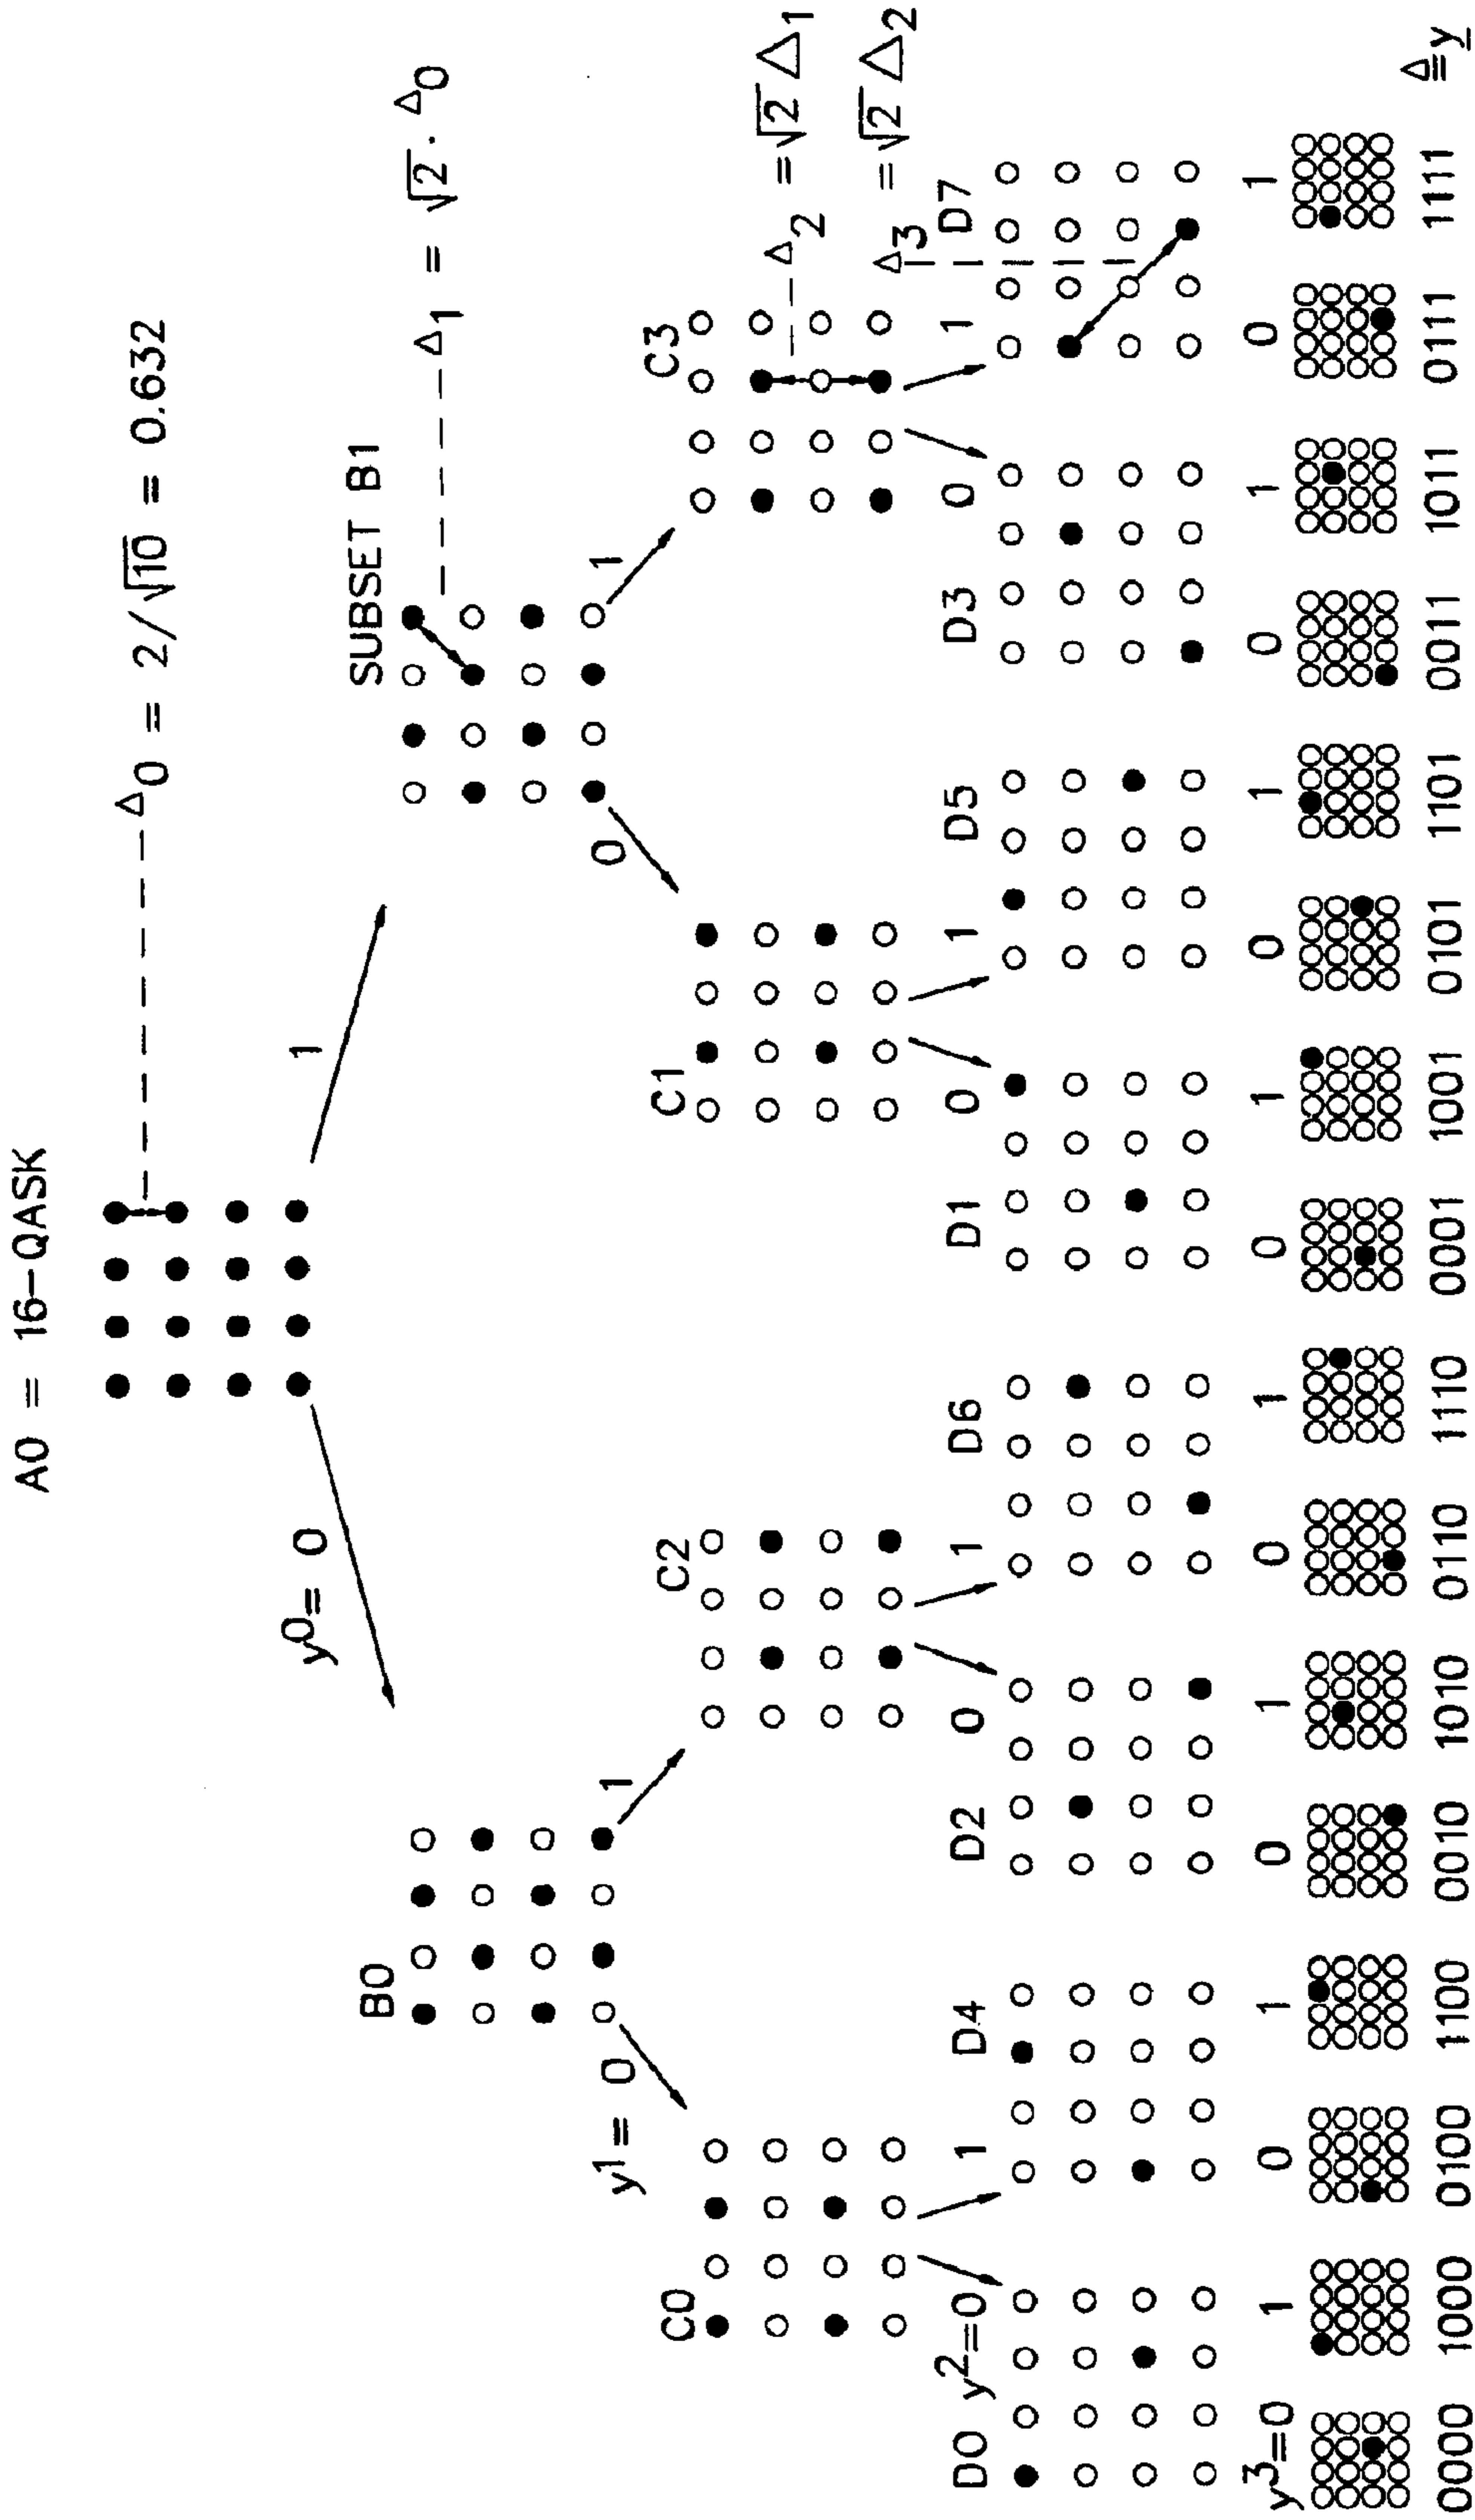 A0 = 16-QASK
Δ0 = 2/√10 = 0.632
y0= 0
1
B0
SUBSET B1
Δ1 = √2·Δ0
y1= 0
1
0
1
C0
C2
C1
C3
Δ2 =√2 Δ1
y2=0
1
0
1
0
1
0
1
Δ3 =√2 Δ2
D0
D4
D2
D6
D1
D5
D3
D7
y3=0
1
0
1
0
1
0
1
0
1
0
1
0
1
0
1
0000
1000
0100
1100
0010
1010
0110
1110
0001
1001
0101
1101
0011
1011
0111
1111
≜y